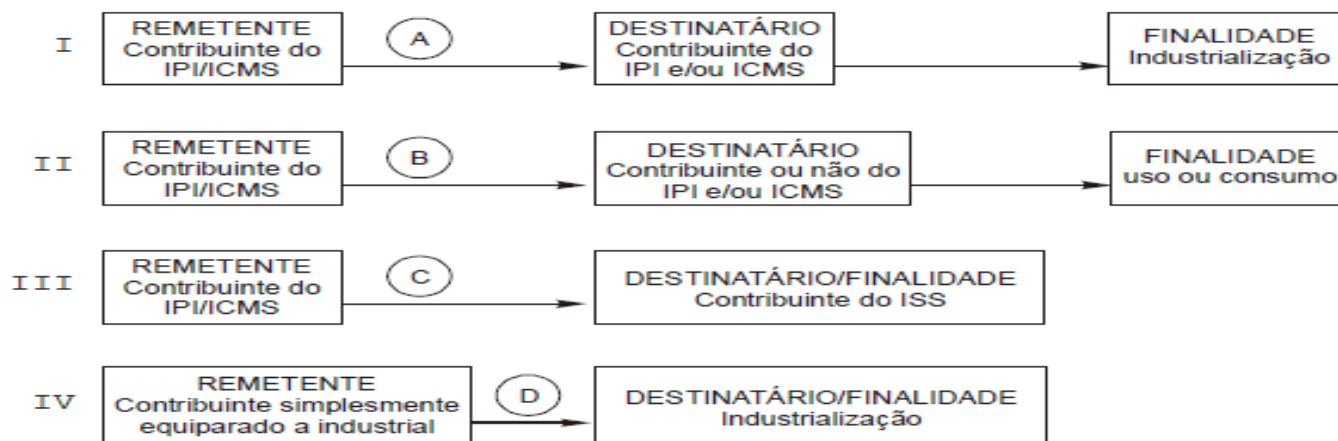 I
REMETENTE
Contribuinte do
IPI/ICMS
A
DESTINATÁRIO
Contribuinte do
IPI e/ou ICMS
FINALIDADE
Industrialização
II
REMETENTE
Contribuinte do
IPI/ICMS
B
DESTINATÁRIO
Contribuinte ou não do
IPI e/ou ICMS
FINALIDADE
uso ou consumo
III
REMETENTE
Contribuinte do
IPI/ICMS
C
DESTINATÁRIO/FINALIDADE
Contribuinte do ISS
IV
REMETENTE
Contribuinte simplesmente
equiparado a industrial
D
DESTINATÁRIO/FINALIDADE
Industrialização